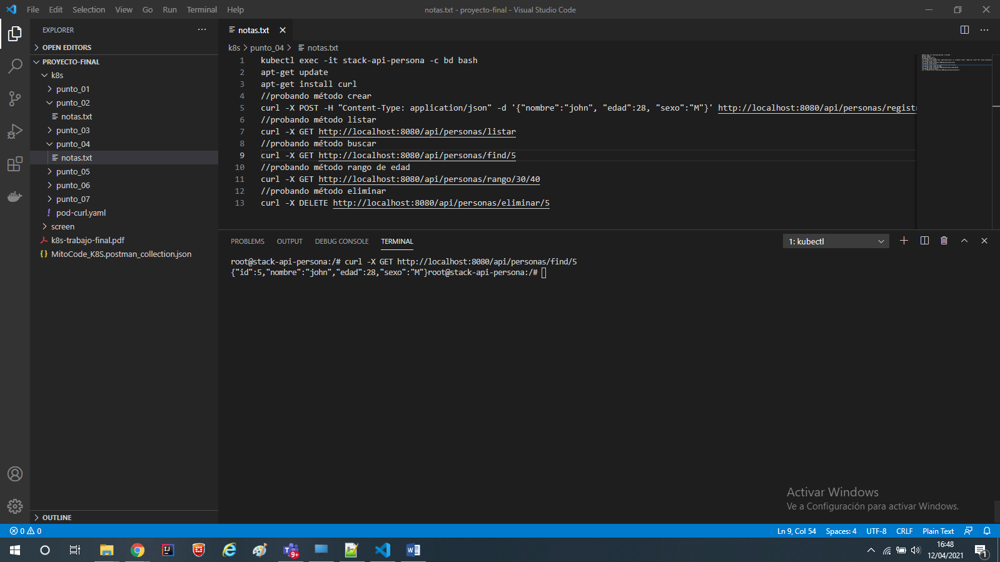 File Edit Selection View Go Run Terminal Help
notas.txt - proyecto-final - Visual Studio Code
EXPLORER
OPEN EDITORS
PROYECTO-FINAL
k8s
punto_01
punto_02
notas.txt
punto_03
punto_04
notas.txt
punto_05
punto_06
punto_07
pod-curl.yaml
screen
k8s-trabajo-final.pdf
MitoCode_K8S.postman_collection.json
OUTLINE
notas.txt
k8s > punto_04 > notas.txt
1 kubectl exec -it stack-api-persona -c bd bash
2 apt-get update
3 apt-get install curl
4 //probando método crear
5 curl -X POST -H "Content-Type: application/json" -d '{"nombre":"john", "edad":28, "sexo":"M"}' http://localhost:8080/api/personas/regist
6 //probando método listar
7 curl -X GET http://localhost:8080/api/personas/listar
8 //probando método buscar
9 curl -X GET http://localhost:8080/api/personas/find/5
10 //probando método rango de edad
11 curl -X GET http://localhost:8080/api/personas/rango/30/40
12 //probando método eliminar
13 curl -X DELETE http://localhost:8080/api/personas/eliminar/5
PROBLEMS OUTPUT DEBUG CONSOLE TERMINAL
1: kubectl
root@stack-api-persona:/# curl -X GET http://localhost:8080/api/personas/find/5
{"id":5,"nombre":"john","edad":28,"sexo":"M"}root@stack-api-persona:/#
Activar Windows
Ve a Configuración para activar Windows.
0 0
Ln 9, Col 54 Spaces: 4 UTF-8 CRLF Plain Text
9+
16:48
12/04/2021
1